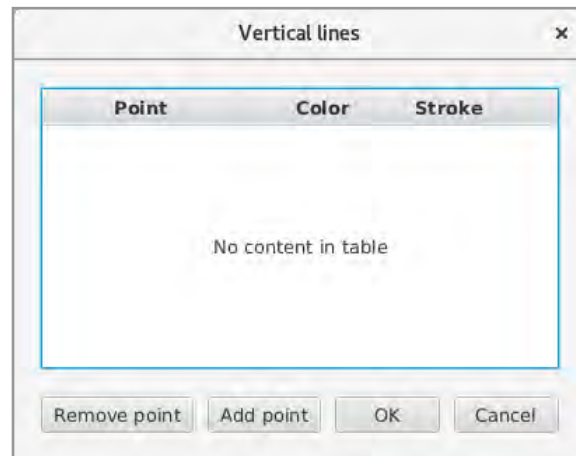 Vertical lines
Point Color Stroke
No content in table
Remove point Add point OK Cancel